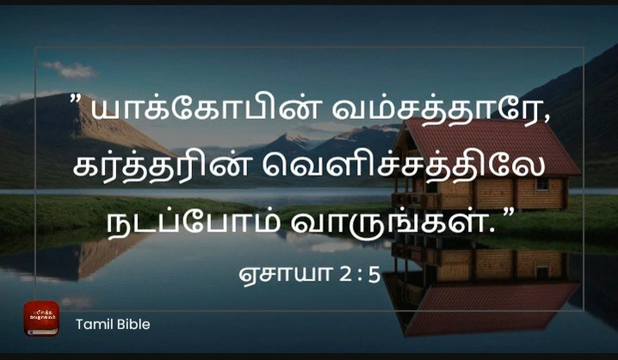 ” யாக்கோபின் வம்சத்தாரே,
கர்த்தரின் வெளிச்சத்திலே
நடப்போம் வாருங்கள். ”
ஏசாயா 2 : 5
Tamil Bible